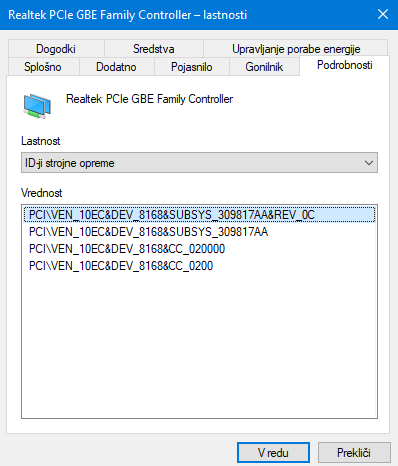 Realtek PCIe GBE Family Controller – lastnosti
Dogodki Sredstva Upravljanje porabe energije
Splošno Dodatno Pojasnilo Gonilnik Podrobnosti
Realtek PCIe GBE Family Controller
Lastnost
ID-ji strojne opreme
Vrednost
PCI\VEN_10EC&DEV_8168&SUBSYS_309817AA&REV_0C
PCI\VEN_10EC&DEV_8168&SUBSYS_309817AA
PCI\VEN_10EC&DEV_8168&CC_020000
PCI\VEN_10EC&DEV_8168&CC_0200
V redu Prekliči